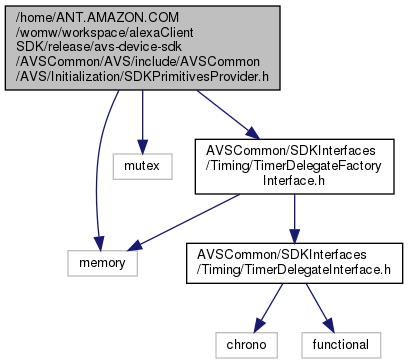 /home/ANT.AMAZON.COM
/womw/workspace/alexaClient
SDK/release/avs-device-sdk
/AVSCommon/AVS/include/AVSCommon
/AVS/Initialization/SDKPrimitivesProvider.h
mutex
AVSCommon/SDKInterfaces
/Timing/TimerDelegateFactory
Interface.h
memory
AVSCommon/SDKInterfaces
/Timing/TimerDelegateInterface.h
chrono
functional